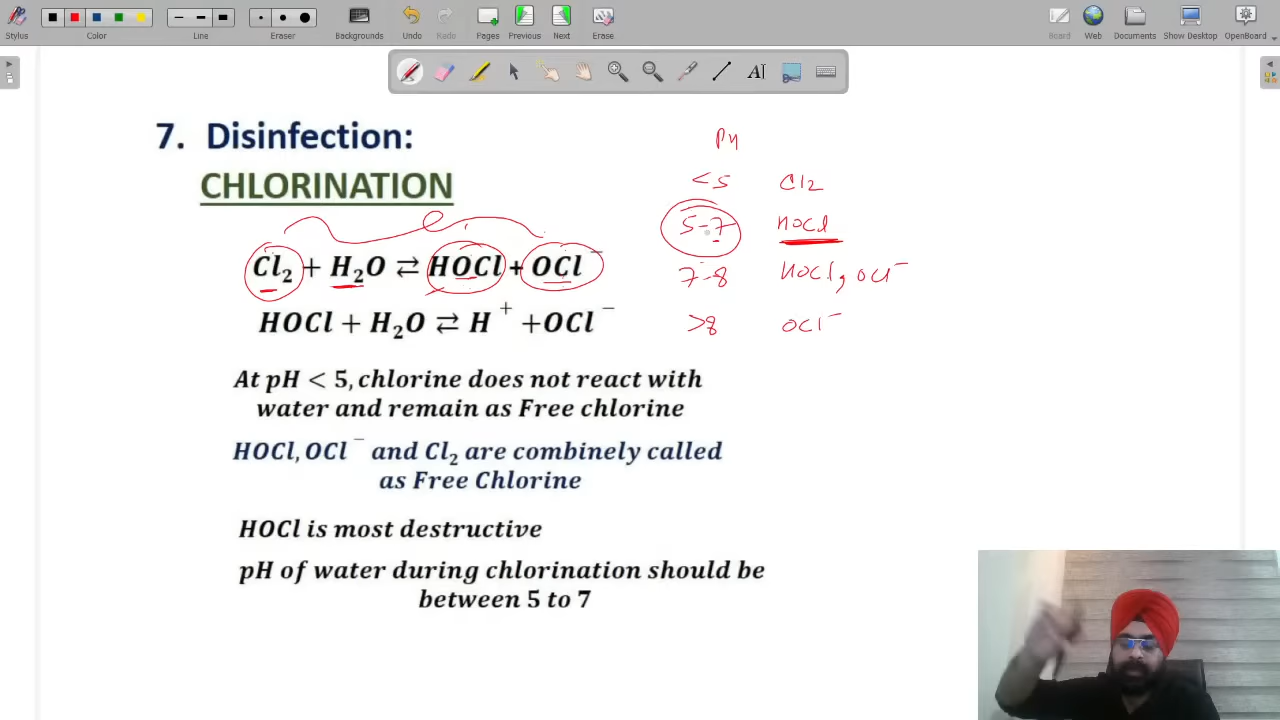 Stylus Color Line Eraser Backgrounds Undo Redo Pages Previous Next Erase Board Web Documents Show Desktop OpenBoard
7. Disinfection:
CHLORINATION
Cl₂ + H₂O ⇄ HOCl + OCl⁻
HOCl + H₂O ⇄ H⁺ + OCl⁻
At pH < 5, chlorine does not react with
water and remain as Free chlorine
HOCl, OCl⁻ and Cl₂ are combinely called
as Free Chlorine
HOCl is most destructive
pH of water during chlorination should be
between 5 to 7
PH
<5 Cl₂
5-7 HOCl
7-8 HOCl, OCl⁻
>8 OCl⁻